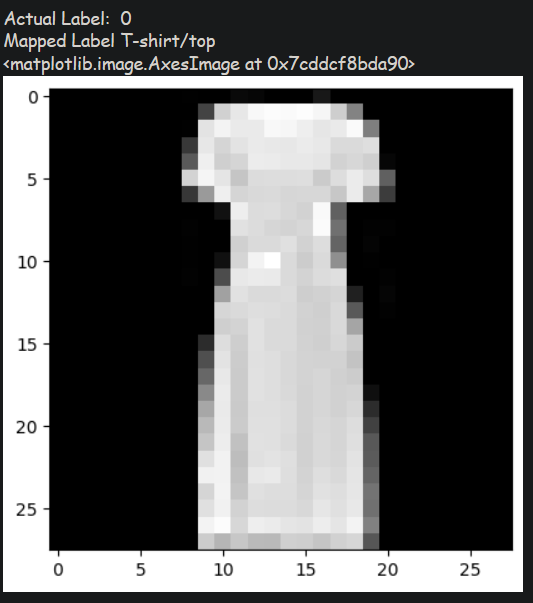 Actual Label:  0
Mapped Label T-shirt/top
<matplotlib.image.AxesImage at 0x7cddcf8bda90>
0
5
10
15
20
25
0 5 10 15 20 25